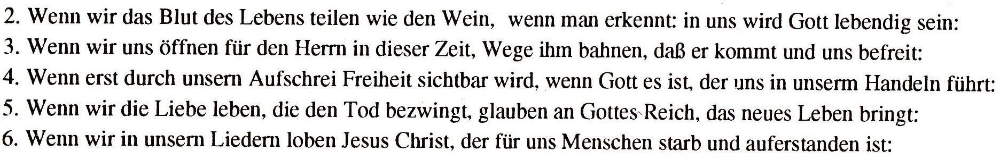 2. Wenn wir das Blut des Lebens teilen wie den Wein, wenn man erkennt: in uns wird Gott lebendig sein:
3. Wenn wir uns öffnen für den Herrn in dieser Zeit, Wege ihm bahnen, daß er kommt und uns befreit:
4. Wenn erst durch unsern Aufschrei Freiheit sichtbar wird, wenn Gott es ist, der uns in unserm Handeln führt:
5. Wenn wir die Liebe leben, die den Tod bezwingt, glauben an Gottes Reich, das neues Leben bringt:
6. Wenn wir in unsern Liedern loben Jesus Christ, der für uns Menschen starb und auferstanden ist: